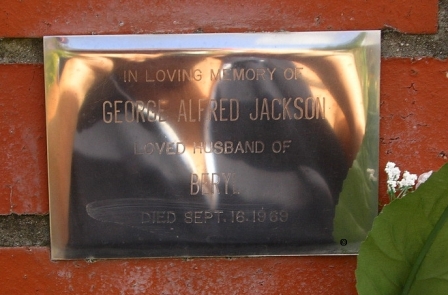 IN LOVING MEMORY OF
GEORGE ALFRED JACKSON
LOVED HUSBAND OF
BERYL
DIED SEPT. 16. 1969